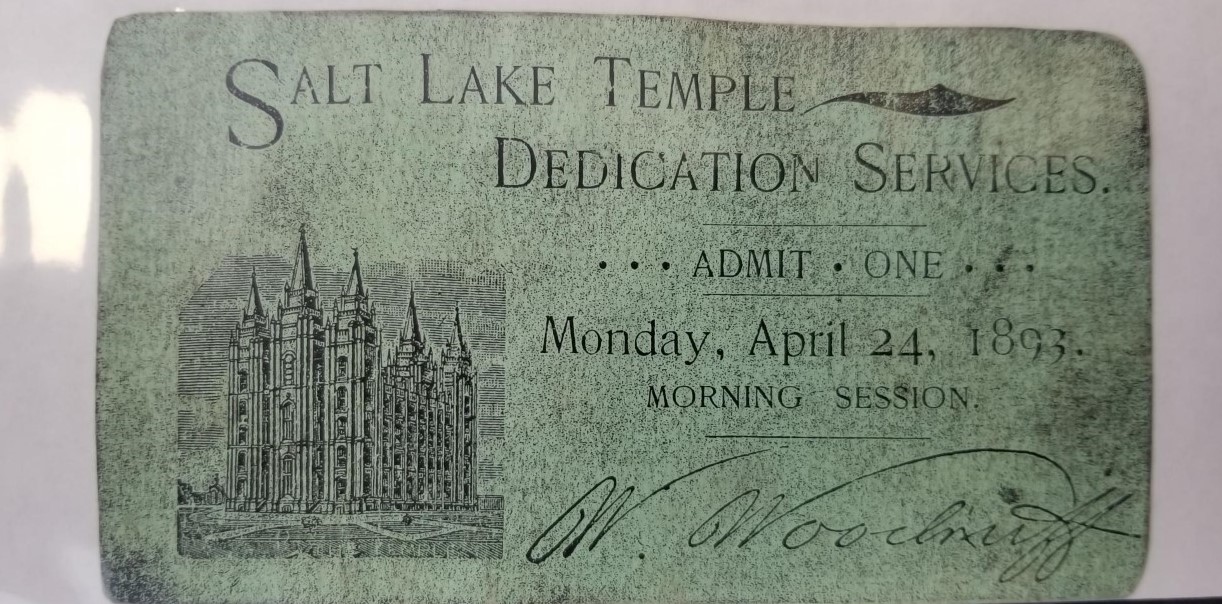 SALT LAKE TEMPLE
DEDICATION SERVICES.
• • • ADMIT • ONE • • •
Monday, April 24, 1893.
MORNING SESSION.
W. Woodruff